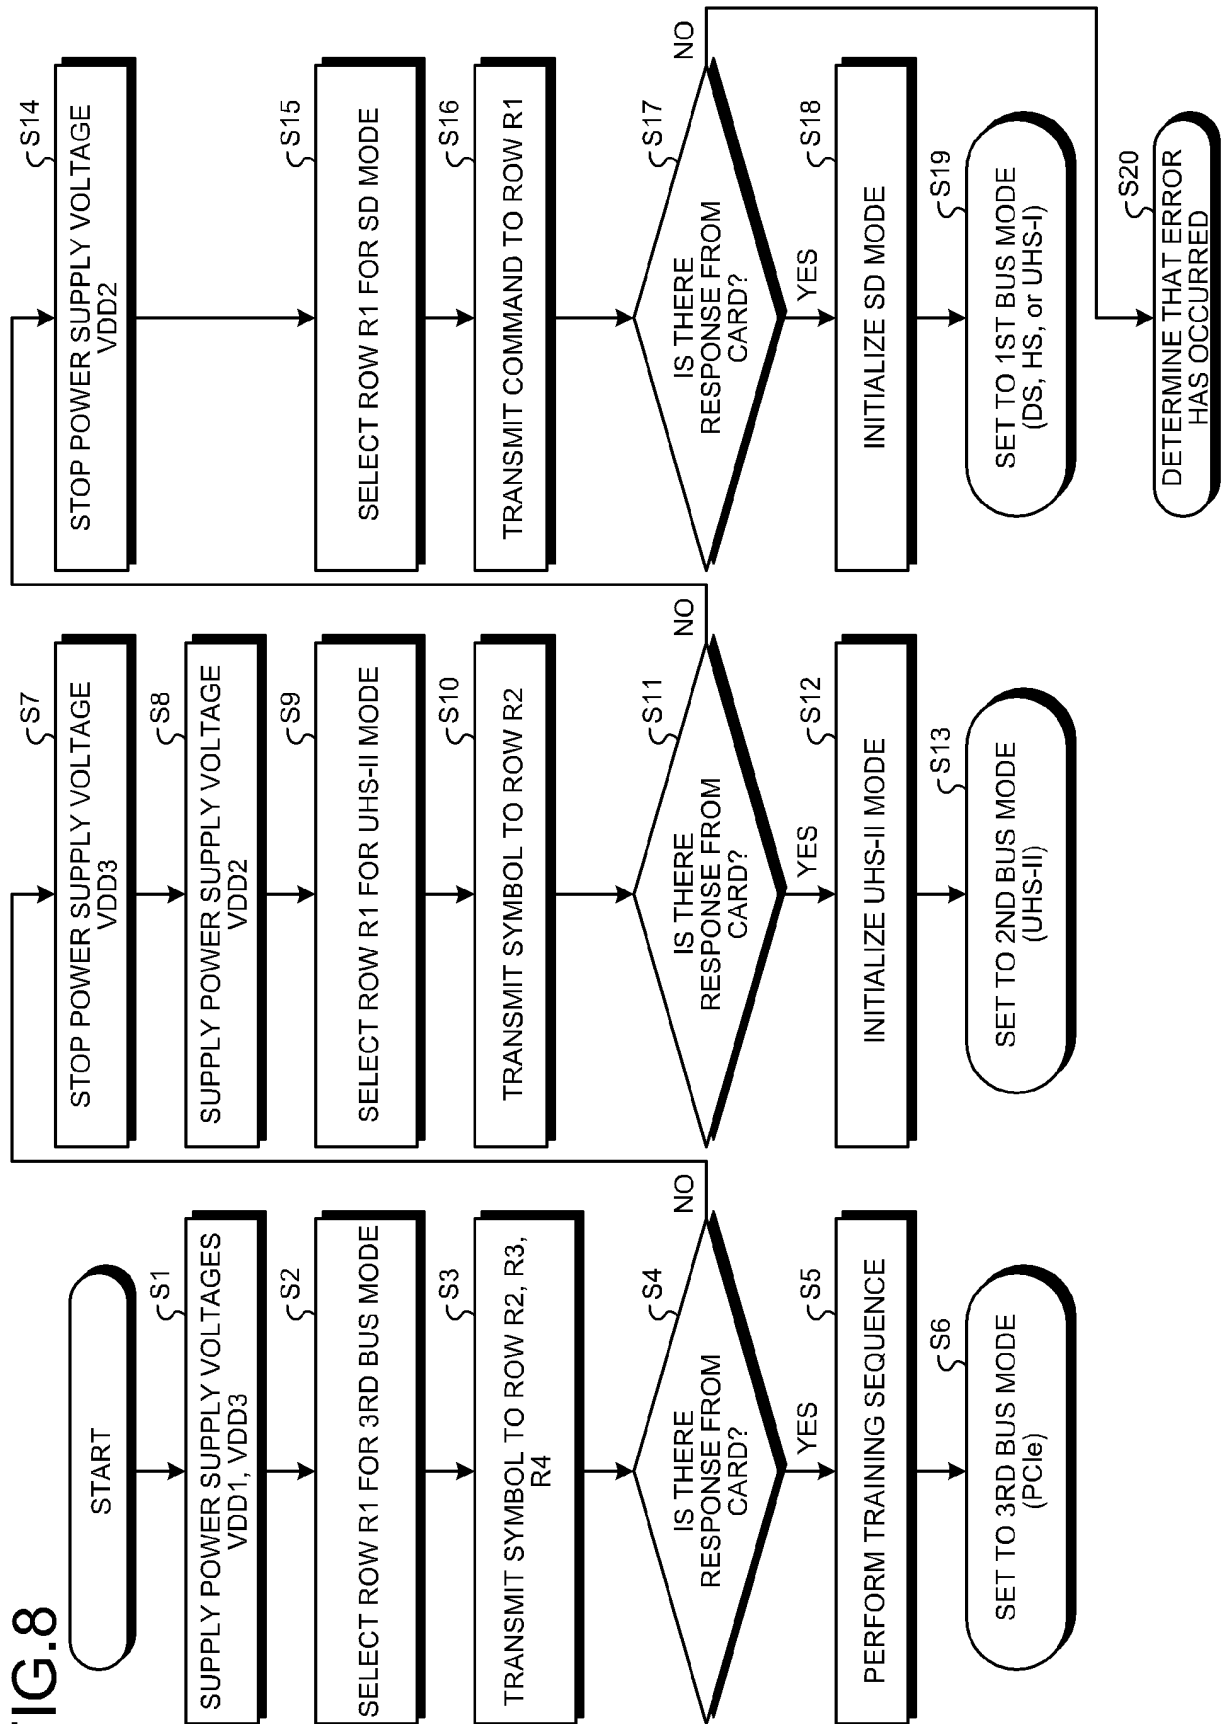 FIG.8
START
S1
SUPPLY POWER SUPPLY VOLTAGES
VDD1, VDD3
S2
SELECT ROW R1 FOR 3RD BUS MODE
S3
TRANSMIT SYMBOL TO ROW R2, R3,
R4
S4
IS THERE
RESPONSE FROM
CARD?
NO
YES
S5
PERFORM TRAINING SEQUENCE
S6
SET TO 3RD BUS MODE
(PCIe)
S7
STOP POWER SUPPLY VOLTAGE
VDD3
S8
SUPPLY POWER SUPPLY VOLTAGE
VDD2
S9
SELECT ROW R1 FOR UHS-II MODE
S10
TRANSMIT SYMBOL TO ROW R2
S11
IS THERE
RESPONSE FROM
CARD?
NO
YES
S12
INITIALIZE UHS-II MODE
S13
SET TO 2ND BUS MODE
(UHS-II)
S14
STOP POWER SUPPLY VOLTAGE
VDD2
S15
SELECT ROW R1 FOR SD MODE
S16
TRANSMIT COMMAND TO ROW R1
S17
IS THERE
RESPONSE FROM
CARD?
NO
YES
S18
INITIALIZE SD MODE
S19
SET TO 1ST BUS MODE
(DS, HS, or UHS-I)
S20
DETERMINE THAT ERROR
HAS OCCURRED